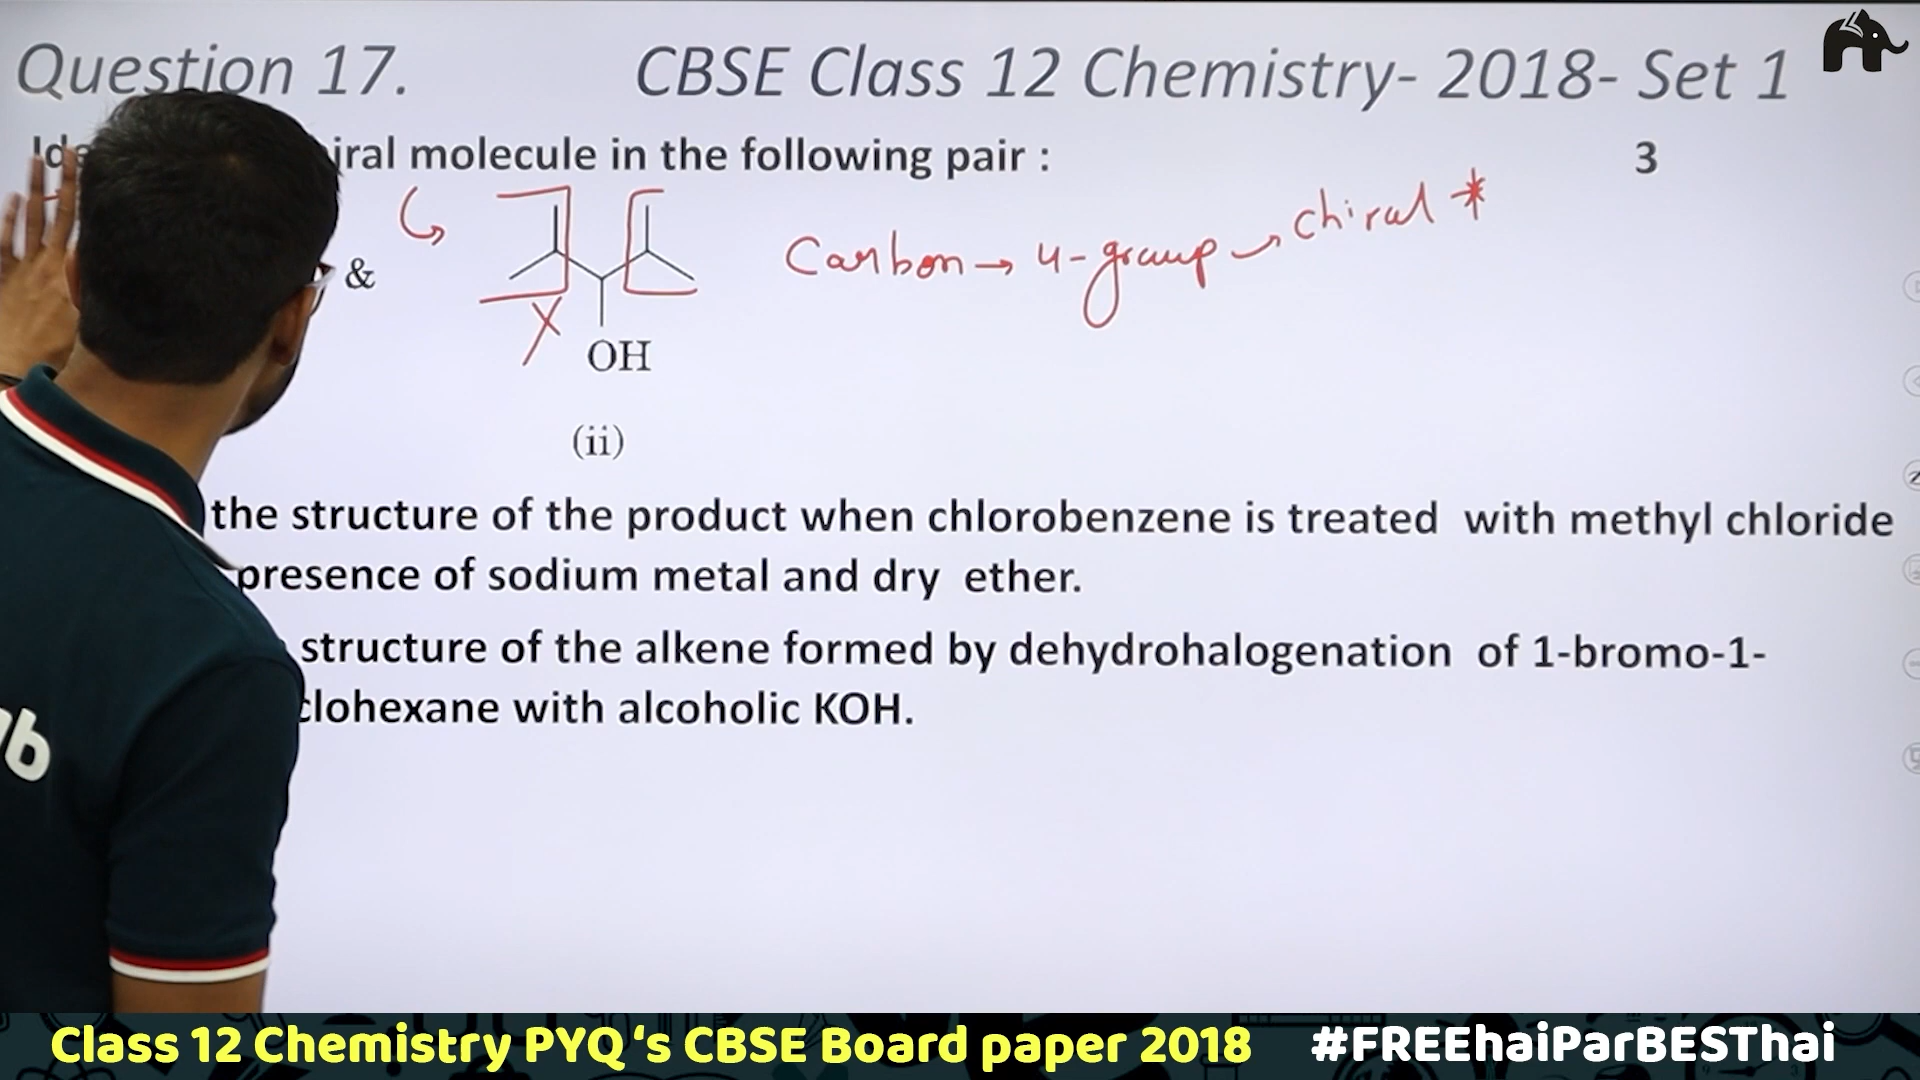 Question 17. CBSE Class 12 Chemistry- 2018- Set 1
molecule in the following pair : 3
&
OH
(ii)
Carbon → 4-group → chiral *
the structure of the product when chlorobenzene is treated with methyl chloride
presence of sodium metal and dry ether.
structure of the alkene formed by dehydrohalogenation of 1-bromo-1-
clohexane with alcoholic KOH.
Class 12 Chemistry PYQ‘s CBSE Board paper 2018 #FREEhaiParBESThai